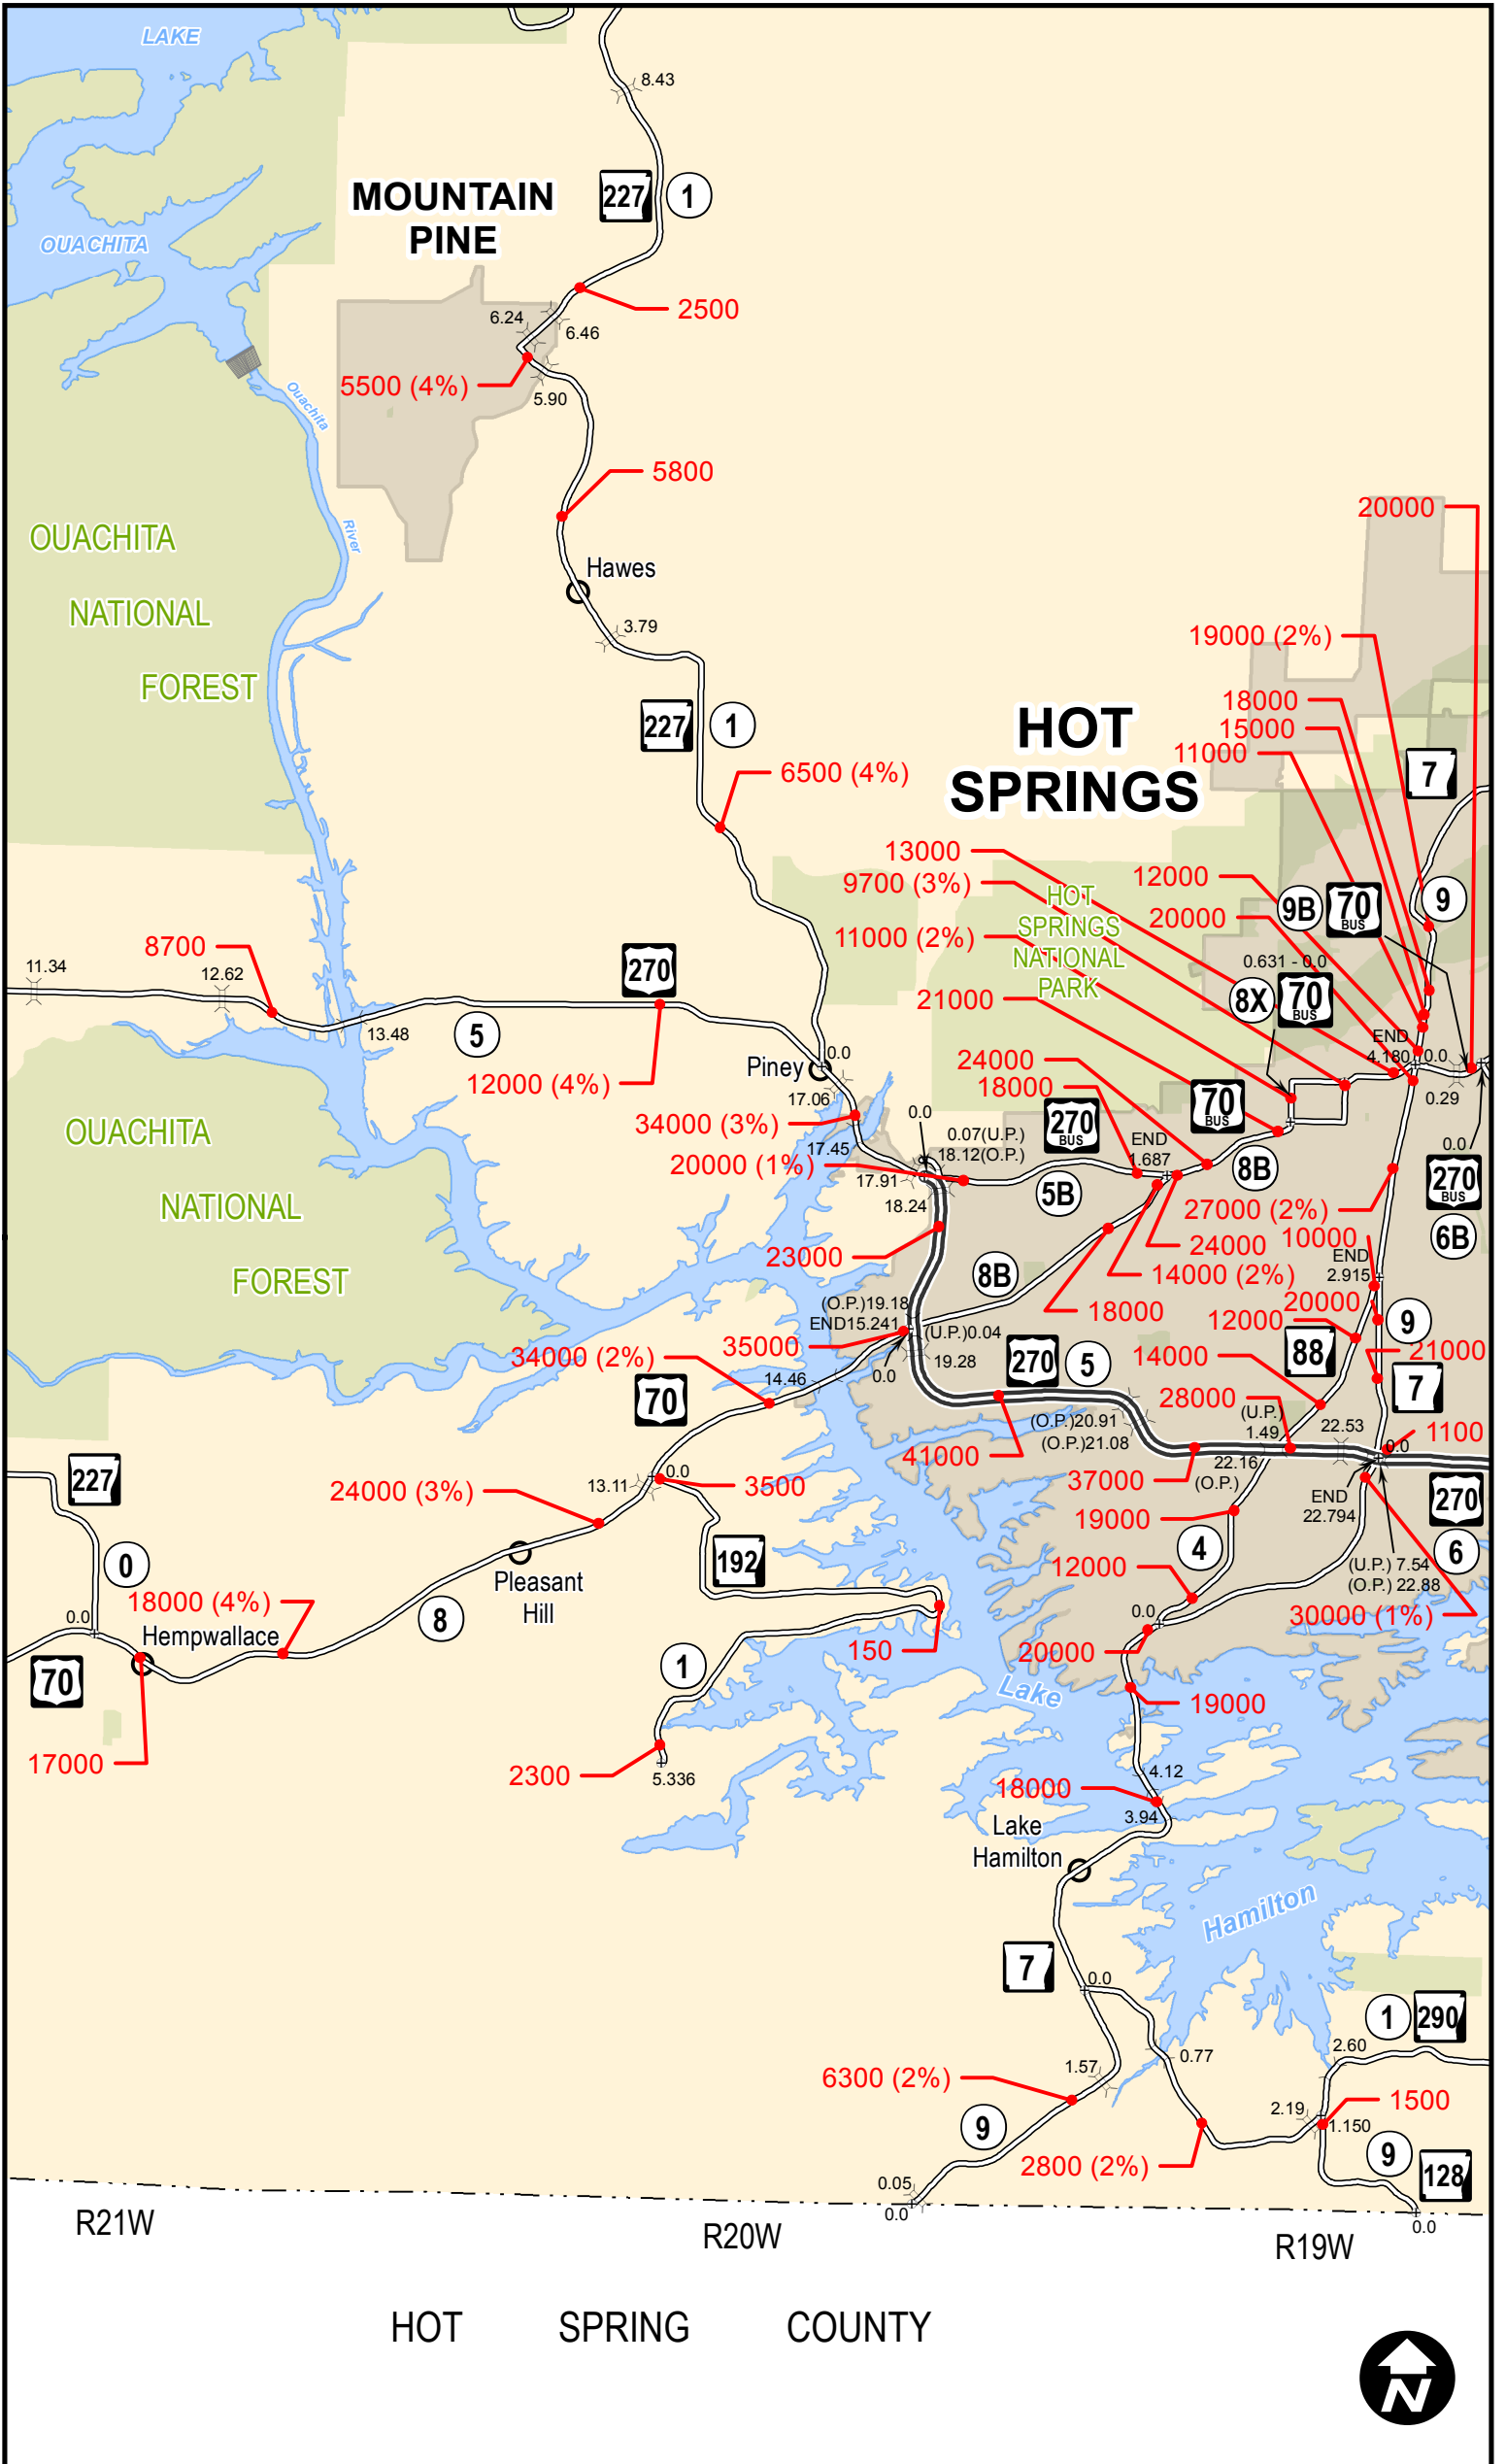 LAKE
8.43
MOUNTAIN
PINE
227
1
OUACHITA
2500
6.24
6.46
5500 (4%)
5.90
Ouachita
5800
20000
River
OUACHITA
Hawes
NATIONAL
3.79
19000 (2%)
FOREST
18000
227
1
HOT
15000
11000
SPRINGS
7
6500 (4%)
13000
9700 (3%)
12000
HOT
9B
70
BUS
9
20000
SPRINGS
11000 (2%)
NATIONAL
8700
11.34
12.62
270
0.631 - 0.0
PARK
8X
70
BUS
21000
13.48
5
END
4.180
0.0
Piney
0.0
24000
12000 (4%)
18000
17.06
0.29
34000 (3%)
0.0
270
BUS
70
BUS
OUACHITA
17.45
0.07(U.P.)
18.12(O.P.)
END
1.687
0.0
20000 (1%)
17.91
8B
270
BUS
5B
NATIONAL
18.24
27000 (2%)
6B
23000
24000
10000
END
FOREST
8B
14000 (2%)
2.915
(O.P.)19.18
18000
20000
END15.241
(U.P.)0.04
12000
9
35000
34000 (2%)
19.28
270
5
14000
88
21000
14.46
0.0
70
28000
7
(O.P.)20.91
(U.P.)
22.53
1100
(O.P.)21.08
1.49
0.0
41000
22.16
(O.P.)
227
13.11
0.0
3500
37000
24000 (3%)
END
22.794
270
19000
0
192
4
6
Pleasant
Hill
12000
(U.P.) 7.54
(O.P.) 22.88
18000 (4%)
8
0.0
0.0
30000 (1%)
Hempwallace
150
20000
70
1
Lake
19000
17000
2300
5.336
4.12
18000
3.94
Lake
Hamilton
Hamilton
7
0.0
1
290
2.60
0.77
1.57
6300 (2%)
1500
9
2.19
1.150
2800 (2%)
9
128
0.05
0.0
0.0
R21W
R20W
R19W
HOT SPRING COUNTY
N